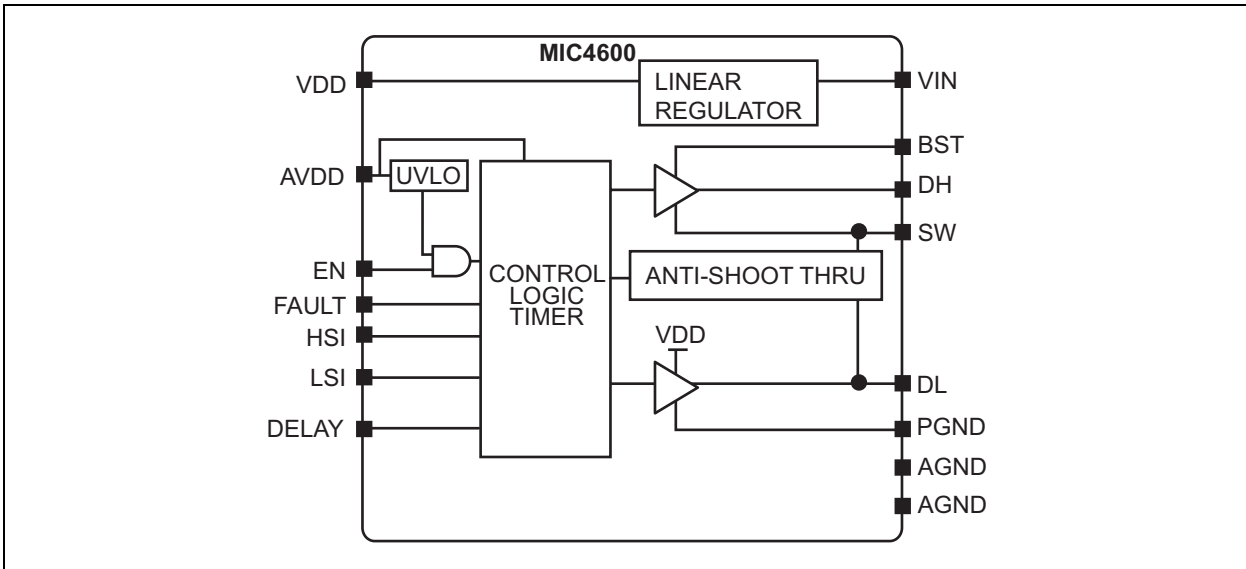 MIC4600
VDD
LINEAR
REGULATOR
VIN
BST
AVDD
UVLO
DH
SW
EN
CONTROL
LOGIC
TIMER
ANTI-SHOOT THRU
FAULT
HSI
VDD
LSI
DL
DELAY
PGND
AGND
AGND